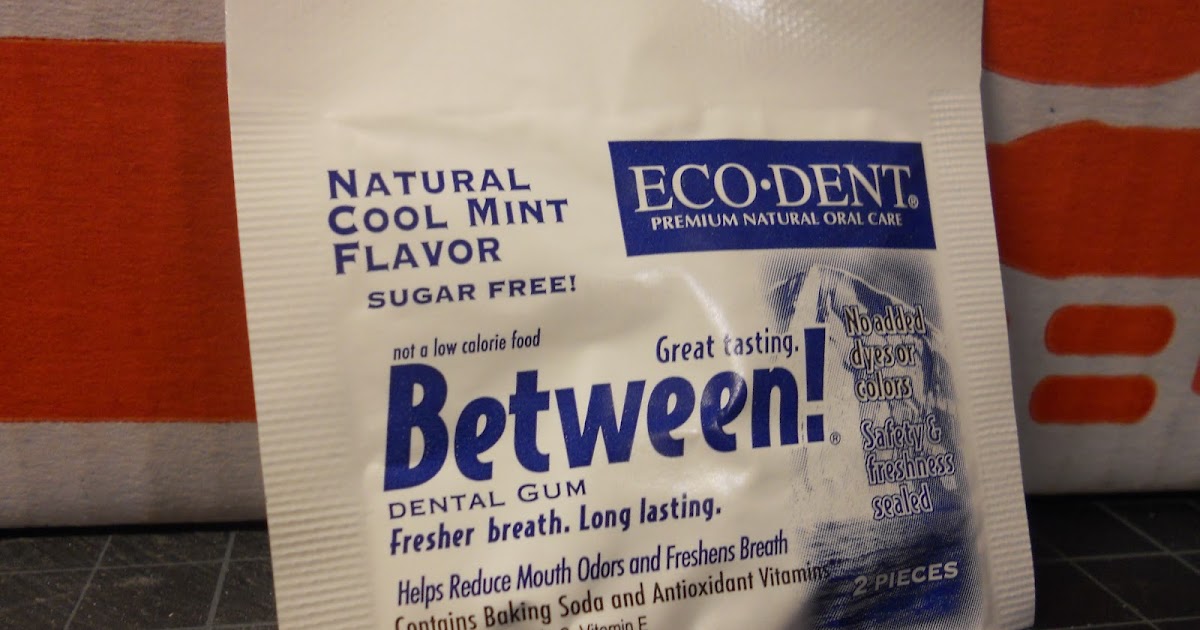 NATURAL
COOL MINT
FLAVOR
SUGAR FREE!
ECO·DENT®
PREMIUM NATURAL ORAL CARE
not a low calorie food
Great tasting.
Between!®
DENTAL GUM
Fresher breath. Long lasting.
No added
dyes or
colors
Safety &
freshness
sealed
Helps Reduce Mouth Odors and Freshens Breath
Contains Baking Soda and Antioxidant Vitamins
2 PIECES
Vitamin E